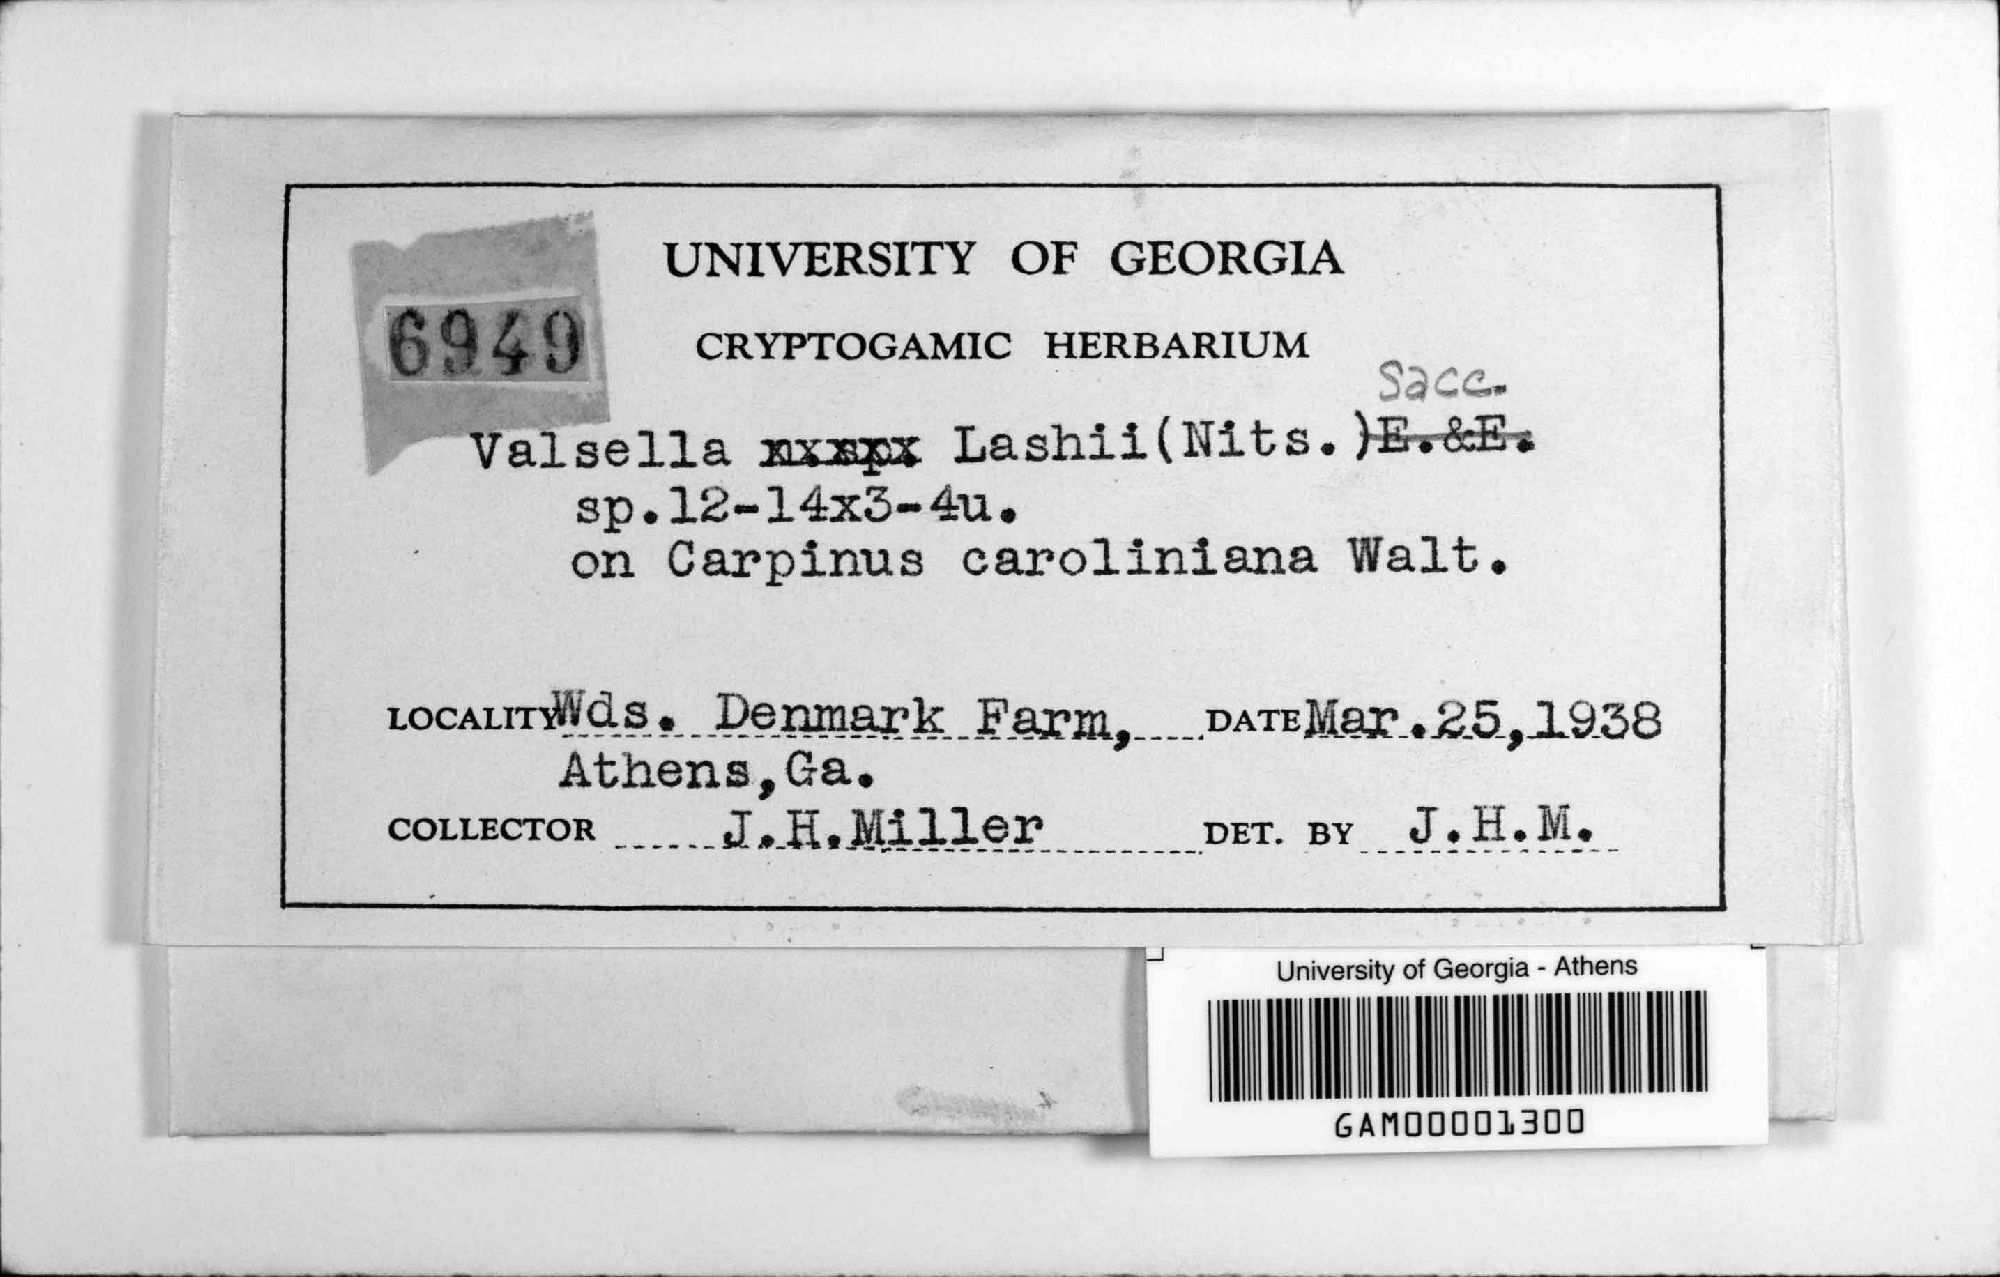 UNIVERSITY OF GEORGIA
6949
CRYPTOGAMIC HERBARIUM
Sacc.
Valsella Lashii(Nits.)E.&E.
sp.12-14x3-4u.
on Carpinus caroliniana Walt.
LOCALITY Wds. Denmark Farm, DATE Mar.25,1938
Athens,Ga.
COLLECTOR J.H.Miller DET. BY J.H.M.
University of Georgia - Athens
GAM00001300